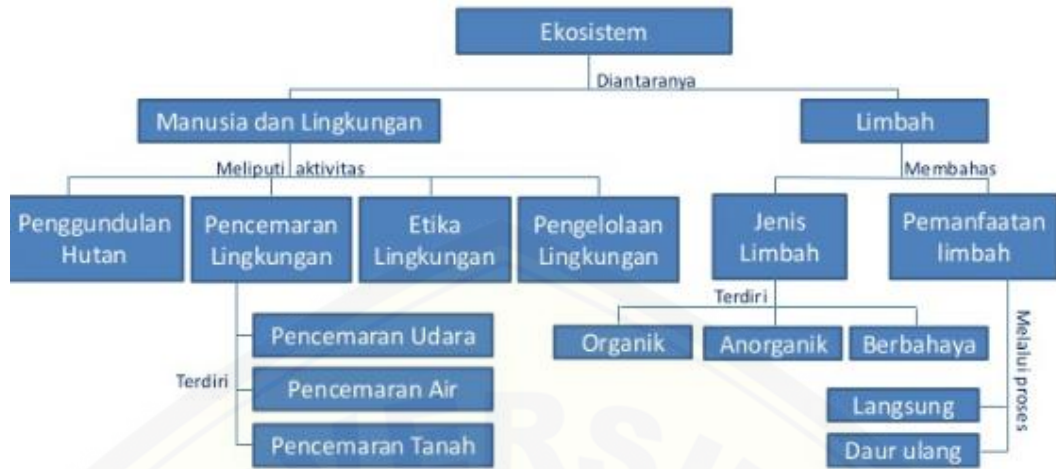 Ekosistem
Diantaranya
Manusia dan Lingkungan
Limbah
Meliputi aktivitas
Membahas
Penggundulan
Hutan
Pencemaran
Lingkungan
Etika
Lingkungan
Pengelolaan
Lingkungan
Jenis
Limbah
Pemanfaatan
limbah
Terdiri
Pencemaran Udara
Pencemaran Air
Pencemaran Tanah
Terdiri
Organik
Anorganik
Berbahaya
Melalui proses
Langsung
Daur ulang